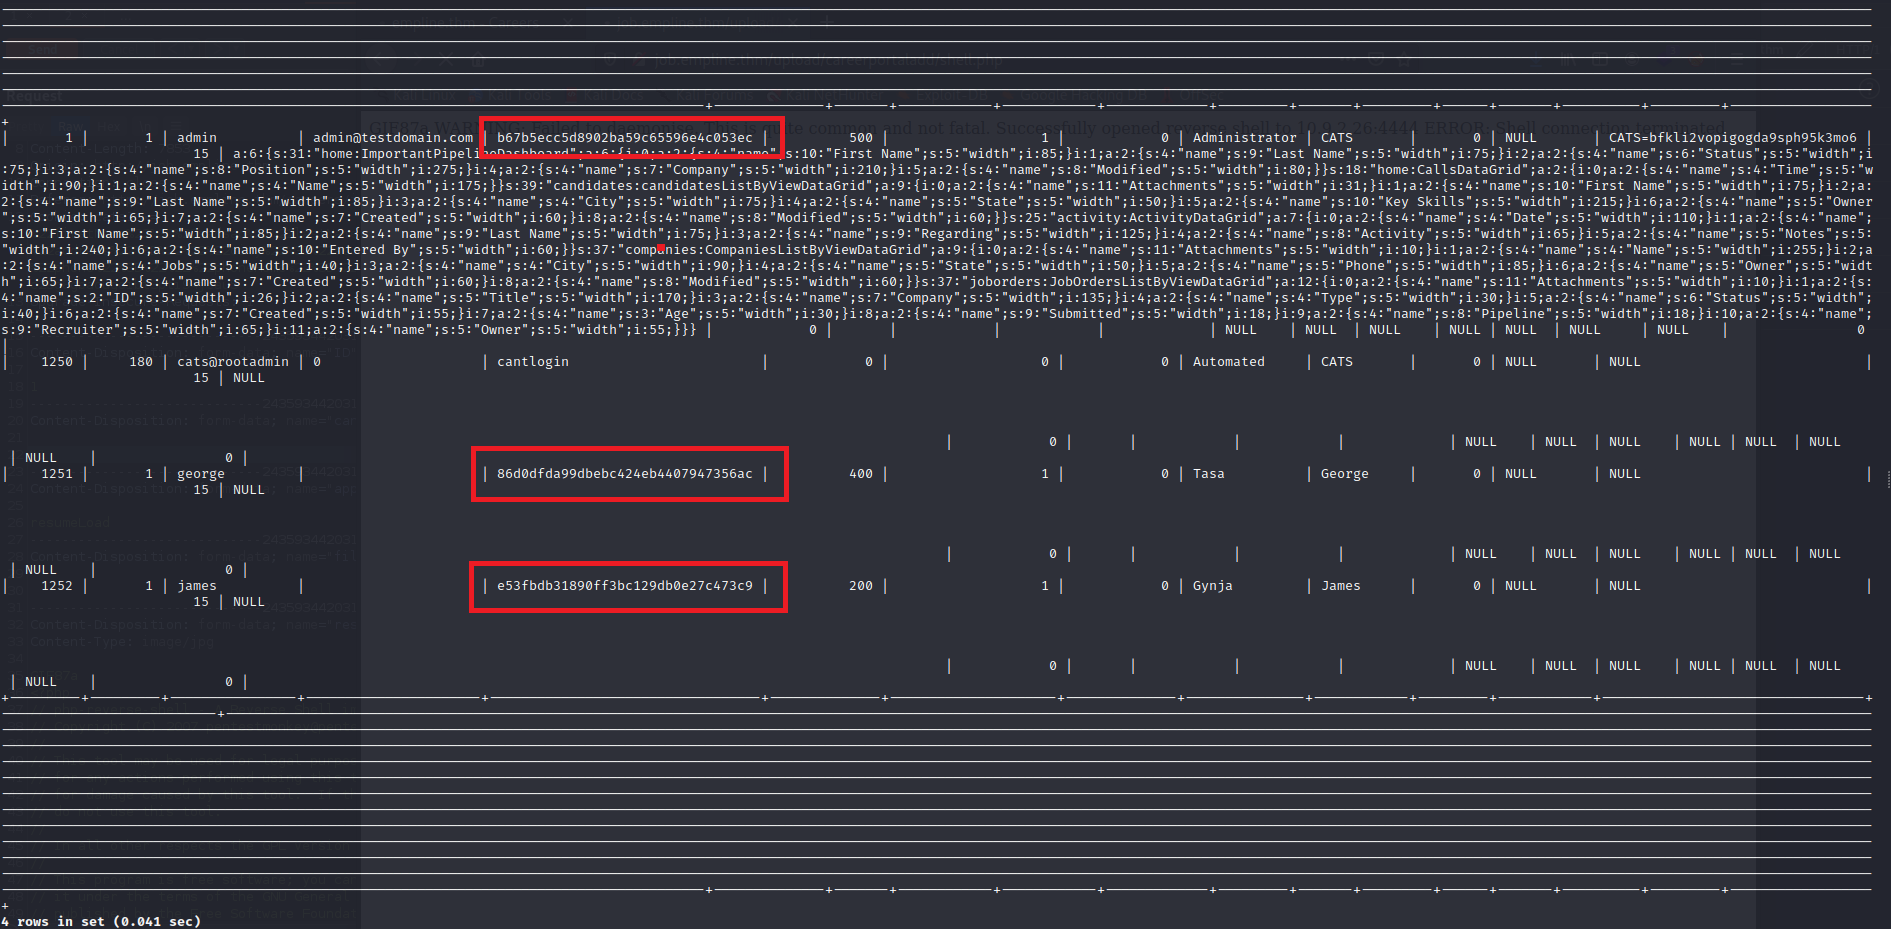 |        1 |       1 | admin          | admin@testdomain.com | b67b5ecc5d8902ba59c65596e4c053ec |          500 |                   1 |              0 | Administrator | CATS       |       0 | NULL       | CATS=bfkli2vopigogda9sph95k3mo6 |
15 | a:6:{s:31:"home:ImportantPipelineDashboard";a:6:{i:0;a:2:{s:4:"name";s:10:"First Name";s:5:"width";i:85;}i:1;a:2:{s:4:"name";s:9:"Last Name";s:5:"width";i:75;}i:2;a:2:{s:4:"name";s:6:"Status";s:5:"width";i
:75;}i:3;a:2:{s:4:"name";s:8:"Position";s:5:"width";i:275;}i:4;a:2:{s:4:"name";s:7:"Company";s:5:"width";i:210;}i:5;a:2:{s:4:"name";s:8:"Modified";s:5:"width";i:80;}}s:18:"home:CallsDataGrid";a:2:{i:0;a:2:{s:4:"name";s:4:"Time";s:5:"w
idth";i:90;}i:1;a:2:{s:4:"name";s:4:"Name";s:5:"width";i:175;}}s:39:"candidates:candidatesListByViewDataGrid";a:9:{i:0;a:2:{s:4:"name";s:11:"Attachments";s:5:"width";i:31;}i:1;a:2:{s:4:"name";s:10:"First Name";s:5:"width";i:75;}i:2;a:
2:{s:4:"name";s:9:"Last Name";s:5:"width";i:85;}i:3;a:2:{s:4:"name";s:4:"City";s:5:"width";i:75;}i:4;a:2:{s:4:"name";s:5:"State";s:5:"width";i:50;}i:5;a:2:{s:4:"name";s:10:"Key Skills";s:5:"width";i:215;}i:6;a:2:{s:4:"name";s:5:"Owner
";s:5:"width";i:65;}i:7;a:2:{s:4:"name";s:7:"Created";s:5:"width";i:60;}i:8;a:2:{s:4:"name";s:8:"Modified";s:5:"width";i:60;}}s:25:"activity:ActivityDataGrid";a:7:{i:0;a:2:{s:4:"name";s:4:"Date";s:5:"width";i:110;}i:1;a:2:{s:4:"name";
s:10:"First Name";s:5:"width";i:85;}i:2;a:2:{s:4:"name";s:9:"Last Name";s:5:"width";i:75;}i:3;a:2:{s:4:"name";s:9:"Regarding";s:5:"width";i:125;}i:4;a:2:{s:4:"name";s:8:"Activity";s:5:"width";i:65;}i:5;a:2:{s:4:"name";s:5:"Notes";s:5:
"width";i:240;}i:6;a:2:{s:4:"name";s:10:"Entered By";s:5:"width";i:60;}}s:37:"companies:CompaniesListByViewDataGrid";a:9:{i:0;a:2:{s:4:"name";s:11:"Attachments";s:5:"width";i:10;}i:1;a:2:{s:4:"name";s:4:"Name";s:5:"width";i:255;}i:2;a
:2:{s:4:"name";s:4:"Jobs";s:5:"width";i:40;}i:3;a:2:{s:4:"name";s:4:"City";s:5:"width";i:90;}i:4;a:2:{s:4:"name";s:5:"State";s:5:"width";i:50;}i:5;a:2:{s:4:"name";s:5:"Phone";s:5:"width";i:85;}i:6;a:2:{s:4:"name";s:5:"Owner";s:5:"widt
h";i:65;}i:7;a:2:{s:4:"name";s:7:"Created";s:5:"width";i:60;}i:8;a:2:{s:4:"name";s:8:"Modified";s:5:"width";i:60;}}s:37:"joborders:JobOrdersListByViewDataGrid";a:12:{i:0;a:2:{s:4:"name";s:11:"Attachments";s:5:"width";i:10;}i:1;a:2:{s:
4:"name";s:2:"ID";s:5:"width";i:26;}i:2;a:2:{s:4:"name";s:5:"Title";s:5:"width";i:170;}i:3;a:2:{s:4:"name";s:7:"Company";s:5:"width";i:135;}i:4;a:2:{s:4:"name";s:4:"Type";s:5:"width";i:30;}i:5;a:2:{s:4:"name";s:6:"Status";s:5:"width";
i:40;}i:6;a:2:{s:4:"name";s:7:"Created";s:5:"width";i:55;}i:7;a:2:{s:4:"name";s:3:"Age";s:5:"width";i:30;}i:8;a:2:{s:4:"name";s:9:"Submitted";s:5:"width";i:18;}i:9;a:2:{s:4:"name";s:8:"Pipeline";s:5:"width";i:18;}i:10;a:2:{s:4:"name";
s:9:"Recruiter";s:5:"width";i:65;}i:11;a:2:{s:4:"name";s:5:"Owner";s:5:"width";i:55;}}} | 0 | | | | | NULL | NULL | NULL | NULL | NULL | NULL | 0
|
| 1250 | 180 | cats@rootadmin | 0 | cantlogin | 0 | 0 | 0 | Automated | CATS | 0 | NULL | NULL |
15 | NULL
| 0 | | | | | NULL | NULL | NULL | NULL | NULL | NULL
| NULL | 0 |
| 1251 | 1 | george | | 86d0dfda99dbebc424eb4407947356ac | 400 | 1 | 0 | Tasa | George | 0 | NULL | NULL |
15 | NULL
| 0 | | | | | NULL | NULL | NULL | NULL | NULL | NULL
| NULL | 0 |
| 1252 | 1 | james | | e53fbdb31890ff3bc129db0e27c473c9 | 200 | 1 | 0 | Gynja | James | 0 | NULL | NULL |
15 | NULL
| 0 | | | | | NULL | NULL | NULL | NULL | NULL | NULL
| NULL | 0 |
4 rows in set (0.041 sec)